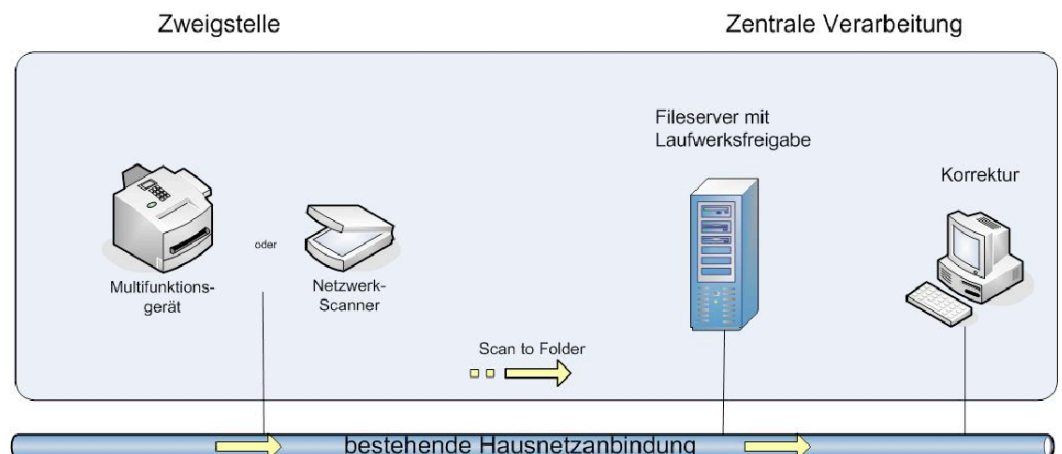 Zweigstelle
Zentrale Verarbeitung
Fileserver mit
Laufwerksfreigabe
Korrektur
oder
Multifunktions-
gerät
Netzwerk-
Scanner
Scan to Folder
bestehende Hausnetzanbindung